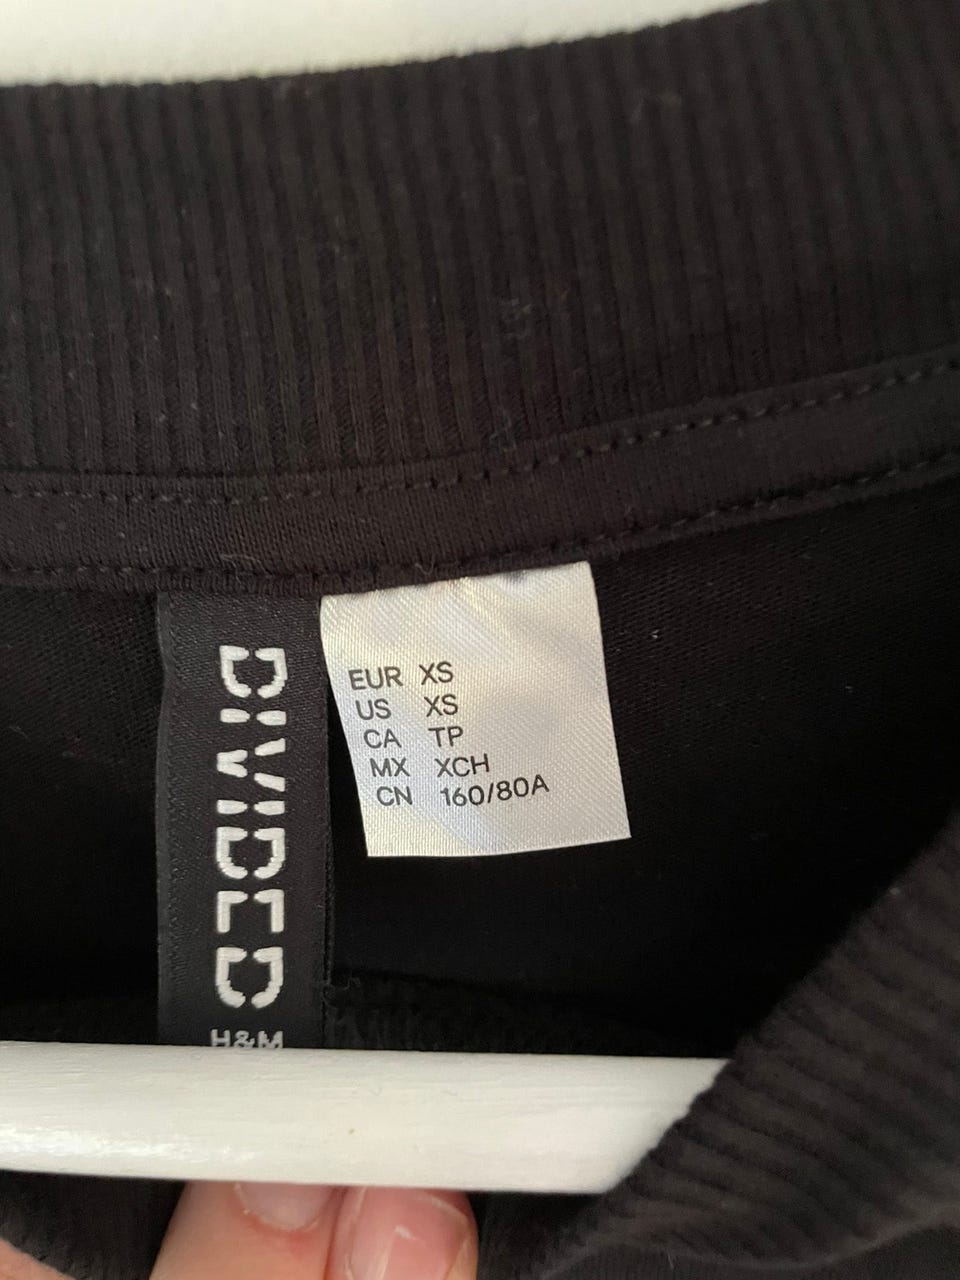 DIVIDED
H&M
EUR XS
US XS
CA TP
MX XCH
CN 160/80A